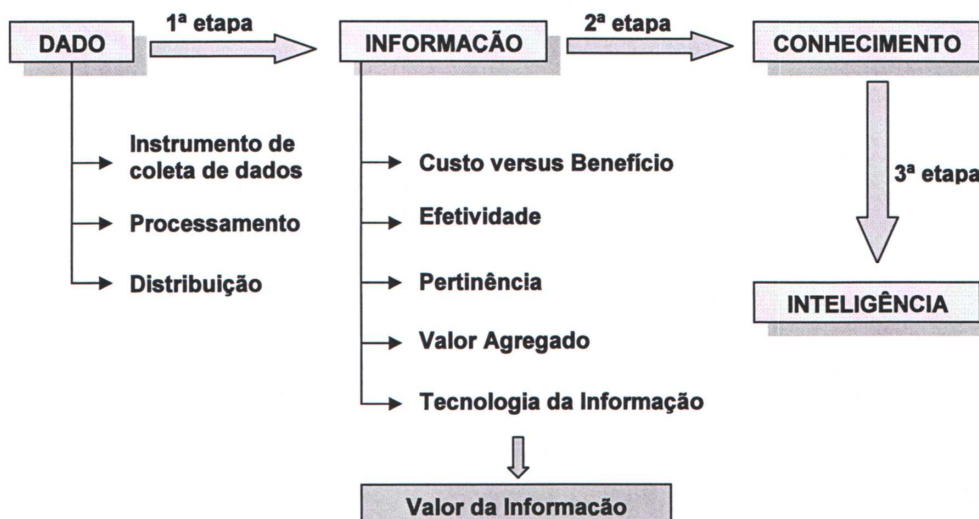 DADO
1ª etapa
INFORMAÇÃO
2ª etapa
CONHECIMENTO
Instrumento de
coleta de dados
Processamento
Distribuição
Custo versus Benefício
Efetividade
Pertinência
Valor Agregado
Tecnologia da Informação
Valor da Informação
3ª etapa
INTELIGÊNCIA